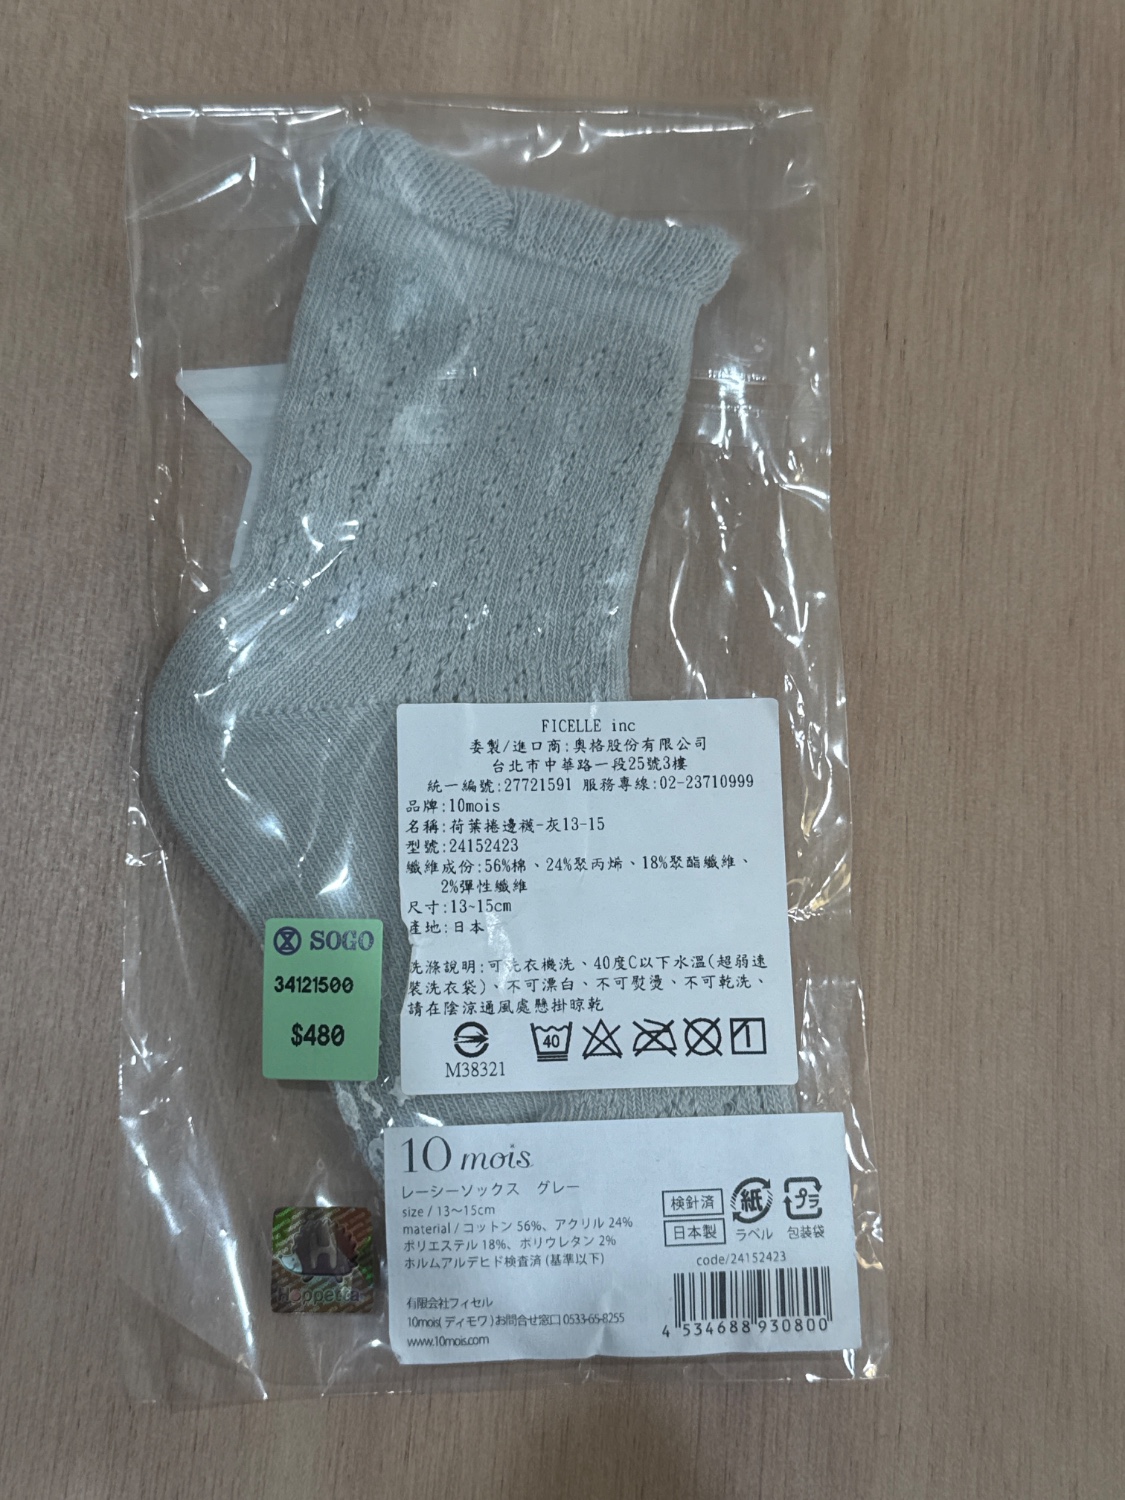 FICELLE inc
委製/進口商:奧格股份有限公司
台北市中華路一段25號3樓
統一編號:27721591 服務專線:02-23710999
品牌:10mois
名稱:荷葉捲邊襪-灰13-15
型號:24152423
纖維成份:56%棉、24%聚丙烯、18%聚酯纖維、
2%彈性纖維
尺寸:13~15cm
產地:日本
洗滌說明:可洗衣機洗、40度C以下水溫(超弱速
裝洗衣袋)、不可漂白、不可熨燙、不可乾洗、
請在陰涼通風處懸掛晾乾
40
M38321
SOGO
34121500
$480
10 mois
レーシーソックス グレー
size / 13～15cm
material / コットン 56%、アクリル 24%
ポリエステル 18%、ポリウレタン 2%
ホルムアルデヒド検査済 (基準以下)
有限会社フィセル
10mois(ディモワ)お問合せ窓口 0533-65-8255
www.10mois.com
検針済
日本製
紙
ラベル
プラ
包装袋
code/24152423
4 534688 930800
H
Hoppetta